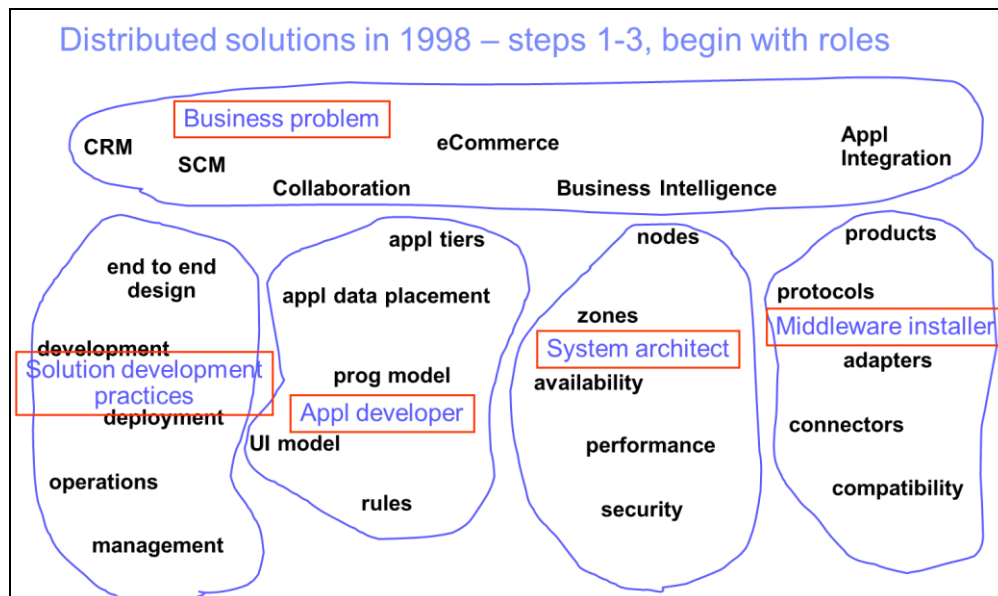 Distributed solutions in 1998 – steps 1-3, begin with roles
Business problem
CRM
SCM
eCommerce
Appl
Integration
Collaboration
Business Intelligence
end to end
design
development
Solution development
practices
deployment
operations
management
appl tiers
appl data placement
prog model
Appl developer
UI model
rules
nodes
zones
System architect
availability
performance
security
products
protocols
Middleware installer
adapters
connectors
compatibility